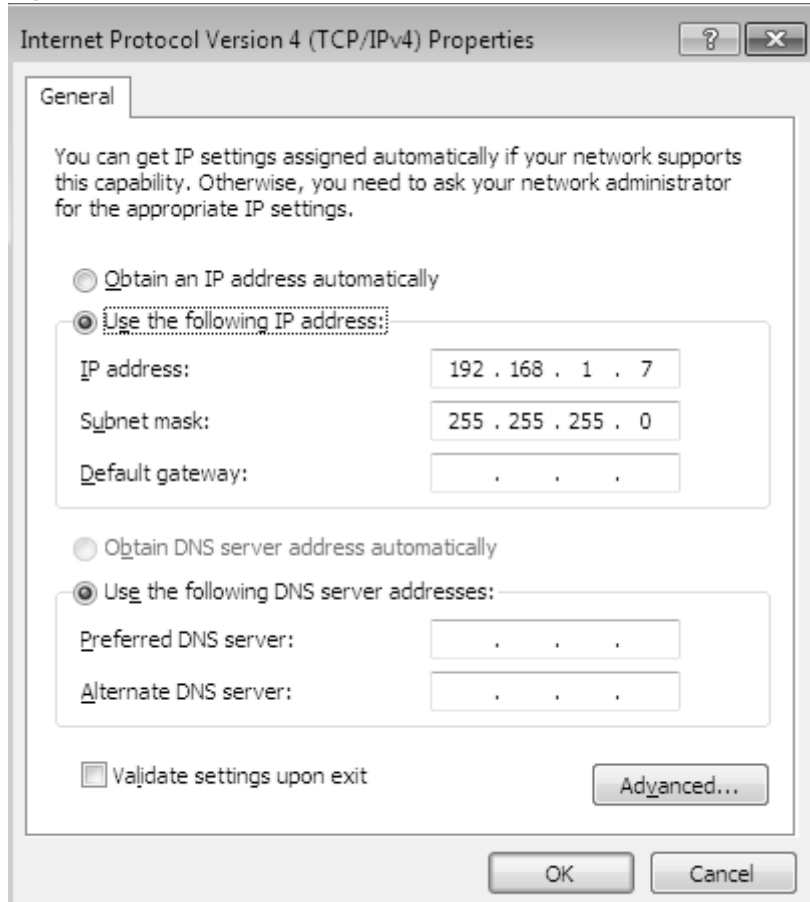 Internet Protocol Version 4 (TCP/IPv4) Properties
General
You can get IP settings assigned automatically if your network supports
this capability. Otherwise, you need to ask your network administrator
for the appropriate IP settings.
Obtain an IP address automatically
Use the following IP address:
IP address: 192 . 168 . 1 . 7
Subnet mask: 255 . 255 . 255 . 0
Default gateway: . . .
Obtain DNS server address automatically
Use the following DNS server addresses:
Preferred DNS server: . . .
Alternate DNS server: . . .
Validate settings upon exit
Advanced...
OK Cancel